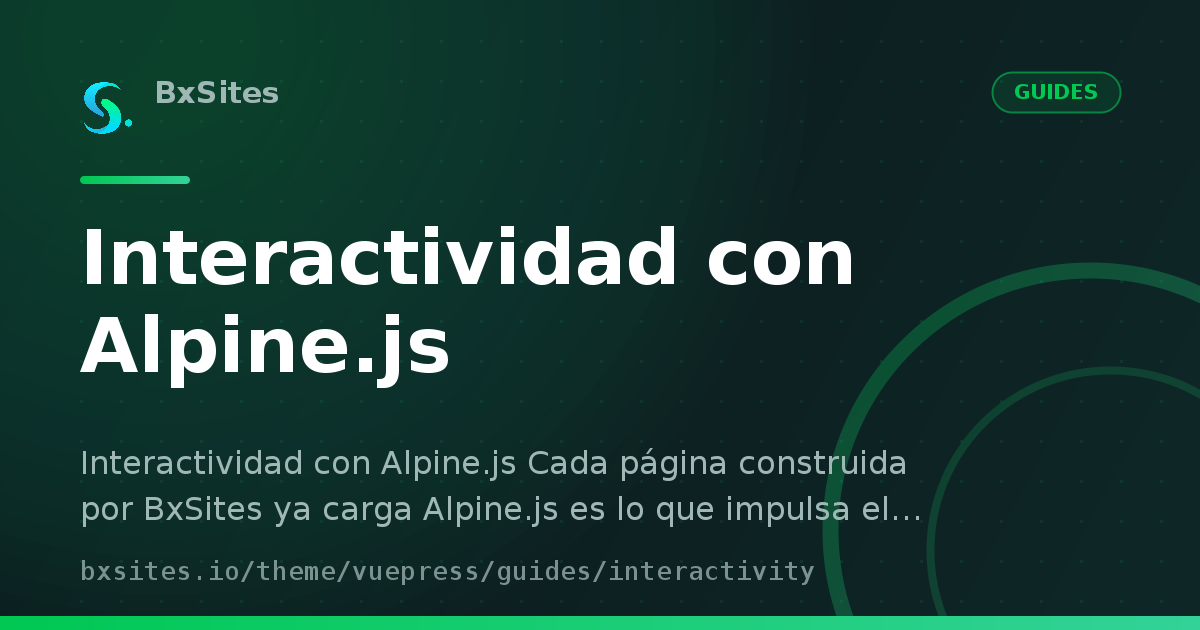 BxSites
GUIDES
Interactividad con
Alpine.js
Interactividad con Alpine.js Cada página construida
por BxSites ya carga Alpine.js es lo que impulsa el...
bxsites.io/theme/vuepress/guides/interactivity